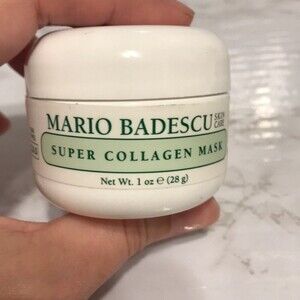 MARIO BADESCU SKIN CARE
SUPER COLLAGEN MASK
Net Wt. 1 oz ℮ (28 g)